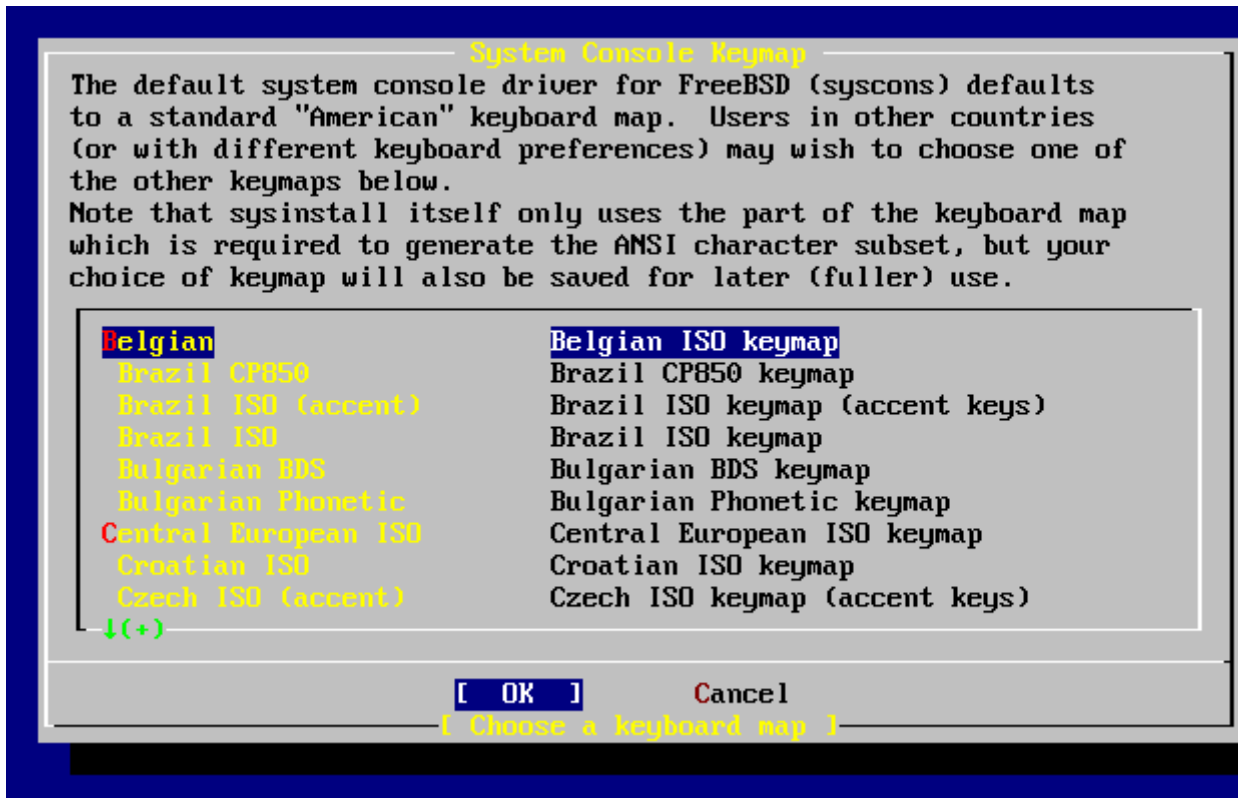 System Console Keymap
The default system console driver for FreeBSD (syscons) defaults
to a standard "American" keyboard map.  Users in other countries
(or with different keyboard preferences) may wish to choose one of
the other keymaps below.
Note that sysinstall itself only uses the part of the keyboard map
which is required to generate the ANSI character subset, but your
choice of keymap will also be saved for later (fuller) use.
Belgian Belgian ISO keymap
Brazil CP850 Brazil CP850 keymap
Brazil ISO (accent) Brazil ISO keymap (accent keys)
Brazil ISO Brazil ISO keymap
Bulgarian BDS Bulgarian BDS keymap
Bulgarian Phonetic Bulgarian Phonetic keymap
Central European ISO Central European ISO keymap
Croatian ISO Croatian ISO keymap
Czech ISO (accent) Czech ISO keymap (accent keys)
↓(+)
[ OK ] Cancel
[ Choose a keyboard map ]